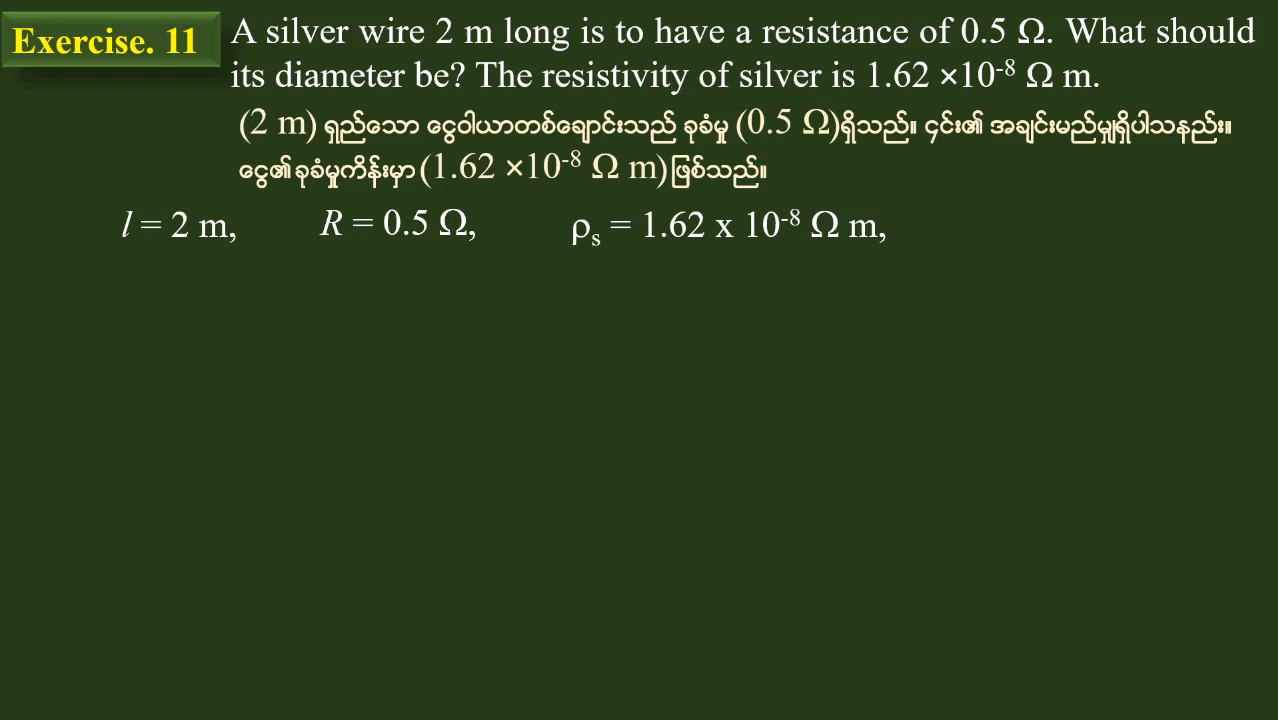 Exercise. 11
A silver wire 2 m long is to have a resistance of 0.5 Ω. What should
its diameter be? The resistivity of silver is 1.62 ×10⁻⁸ Ω m.
(2 m) ရှည်သော ငွေဝါယာတစ်ချောင်းသည် ခုခံမှု (0.5 Ω)ရှိသည်။ ၄င်း၏ အချင်းမည်မျှရှိပါသနည်း။
ငွေ၏ခုခံမှုကိန်းမှာ (1.62 ×10⁻⁸ Ω m)ဖြစ်သည်။
l = 2 m, R = 0.5 Ω, ρₛ = 1.62 x 10⁻⁸ Ω m,